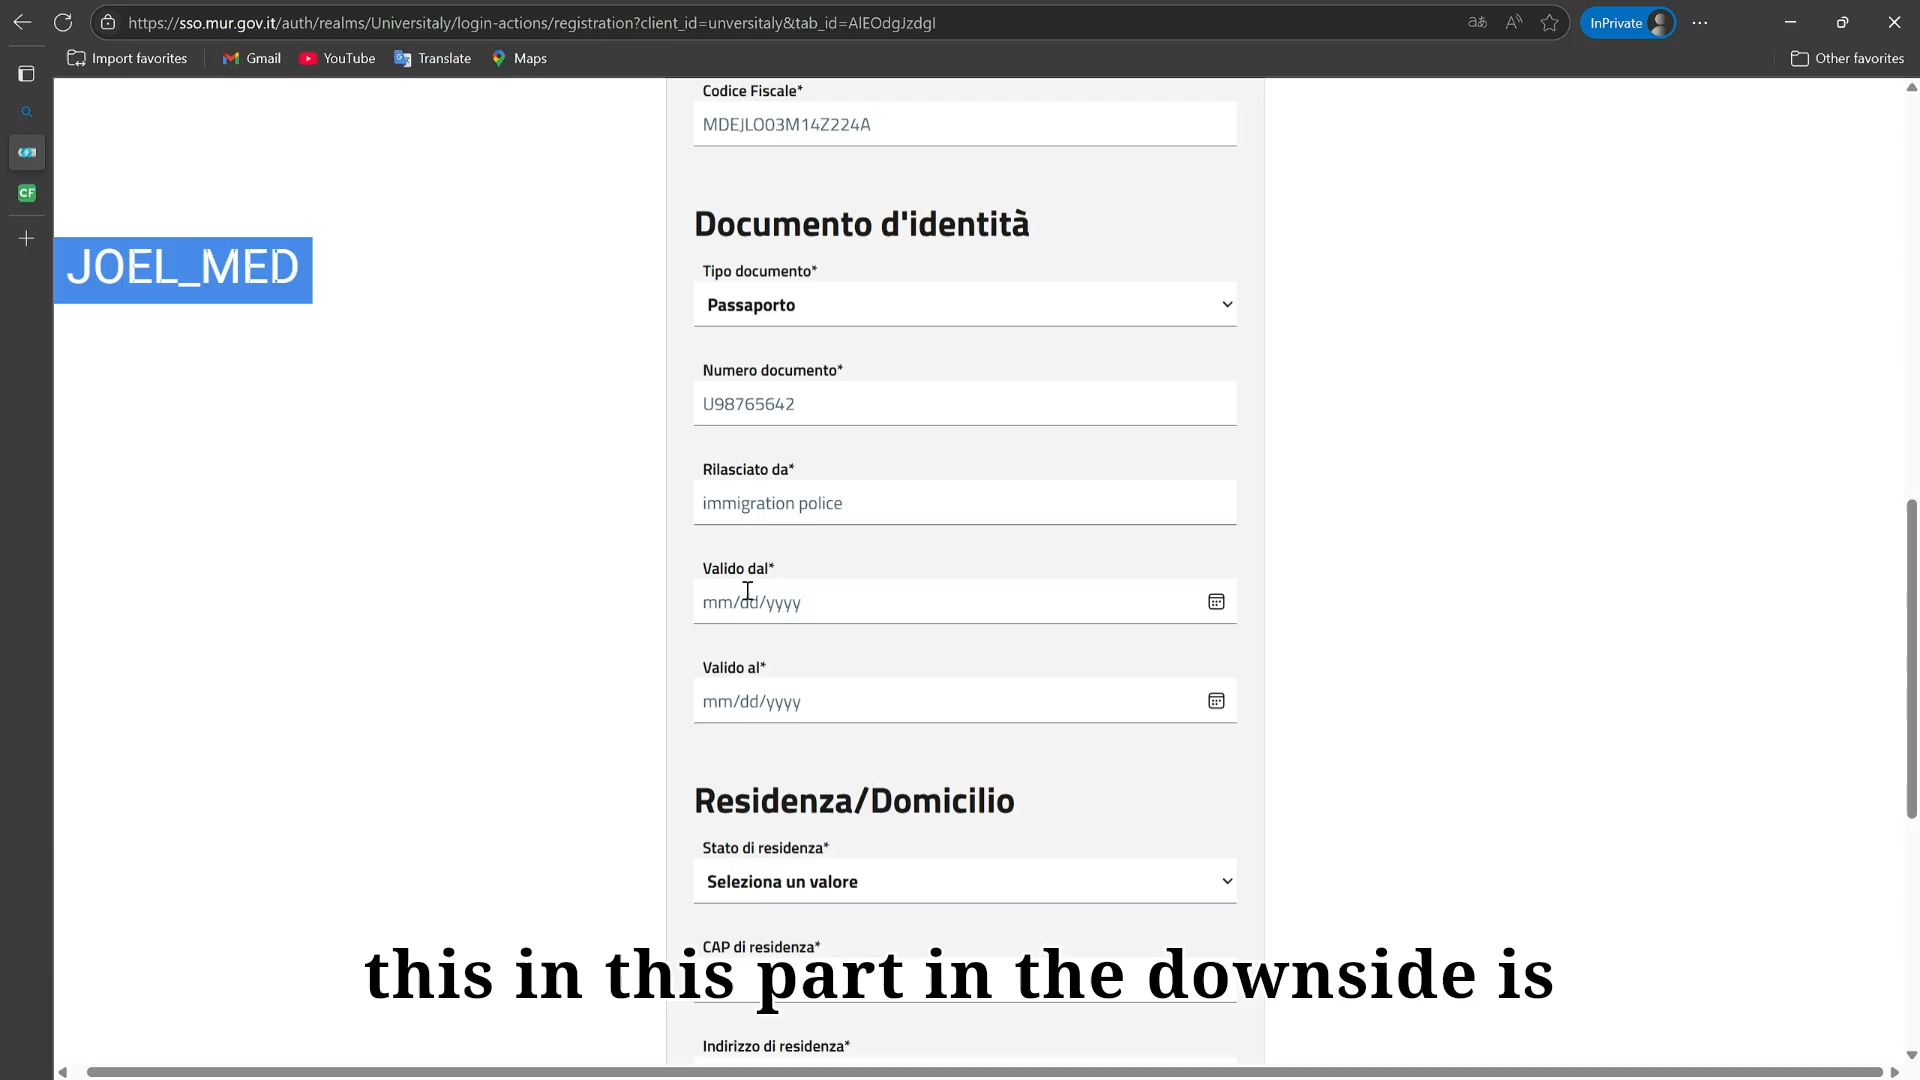 https://sso.mur.gov.it/auth/realms/Universitaly/login-actions/registration?client_id=unversitaly&tab_id=AlEOdgJzdgI
InPrivate
Import favorites
Gmail
YouTube
Translate
Maps
Other favorites
CF
JOEL_MED
Codice Fiscale*
MDEJLO03M14Z224A
Documento d'identità
Tipo documento*
Passaporto
Numero documento*
U98765642
Rilasciato da*
immigration police
Valido dal*
mm/dd/yyyy
Valido al*
mm/dd/yyyy
Residenza/Domicilio
Stato di residenza*
Seleziona un valore
CAP di residenza*
this in this part in the downside is
Indirizzo di residenza*